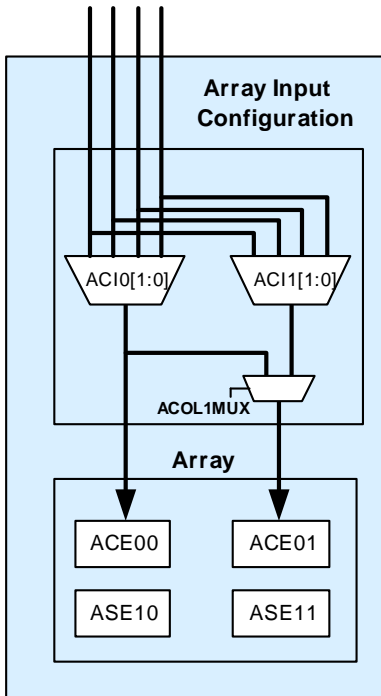 Array Input
Configuration
ACI0[1:0]
ACI1[1:0]
ACOL1MUX
Array
ACE00
ACE01
ASE10
ASE11